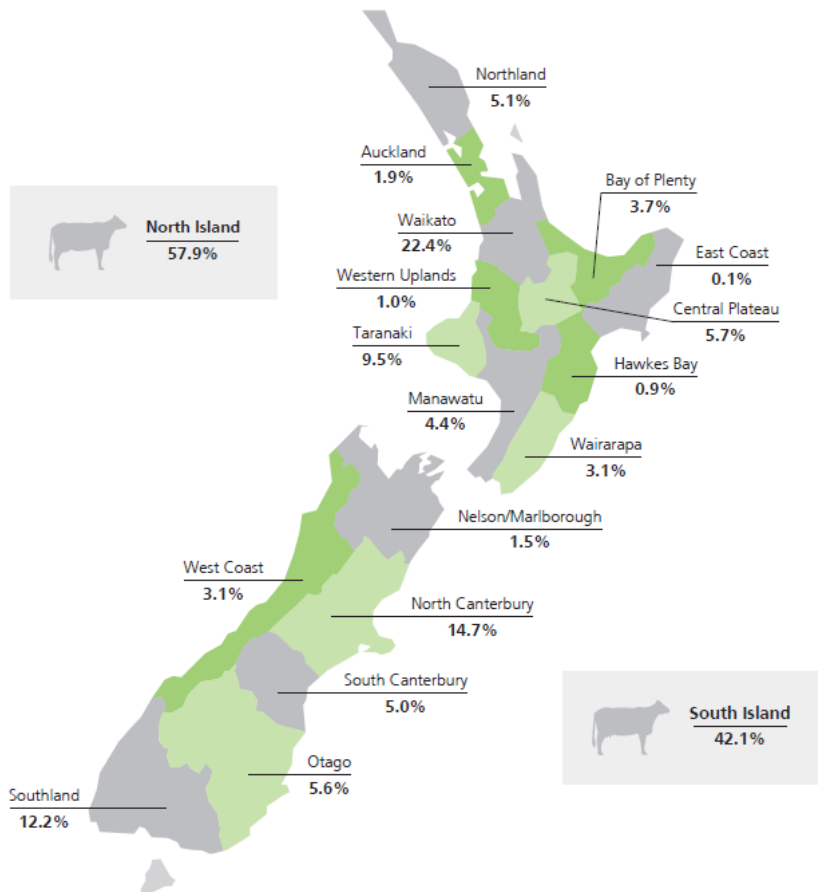 Northland
5.1%
Auckland
1.9%
Bay of Plenty
3.7%
North Island
57.9%
Waikato
22.4%
East Coast
0.1%
Western Uplands
1.0%
Central Plateau
5.7%
Taranaki
9.5%
Hawkes Bay
0.9%
Manawatu
4.4%
Wairarapa
3.1%
Nelson/Marlborough
1.5%
West Coast
3.1%
North Canterbury
14.7%
South Canterbury
5.0%
South Island
42.1%
Otago
5.6%
Southland
12.2%